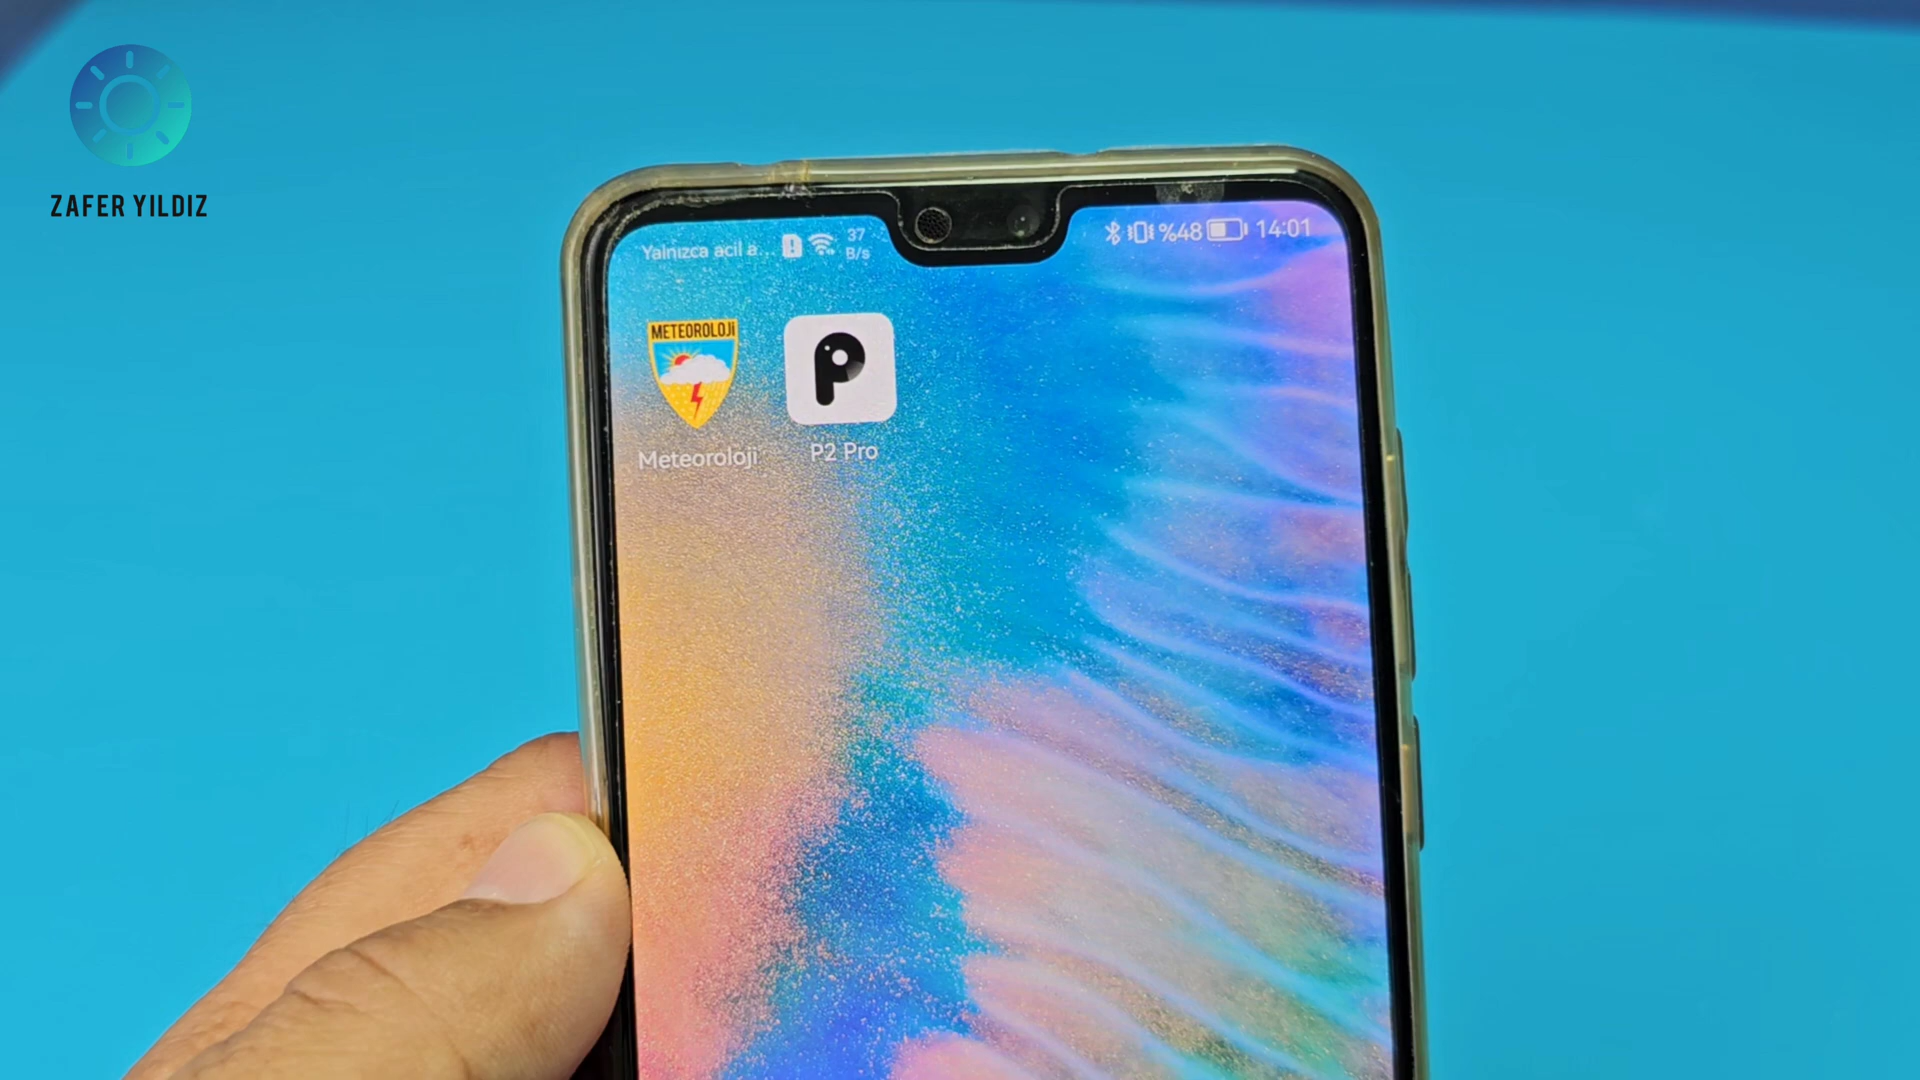 ZAFER YILDIZ
Yalnızca acil a...
37
B/s
%48
14:01
METEOROLOJİ
P
Meteoroloji
P2 Pro